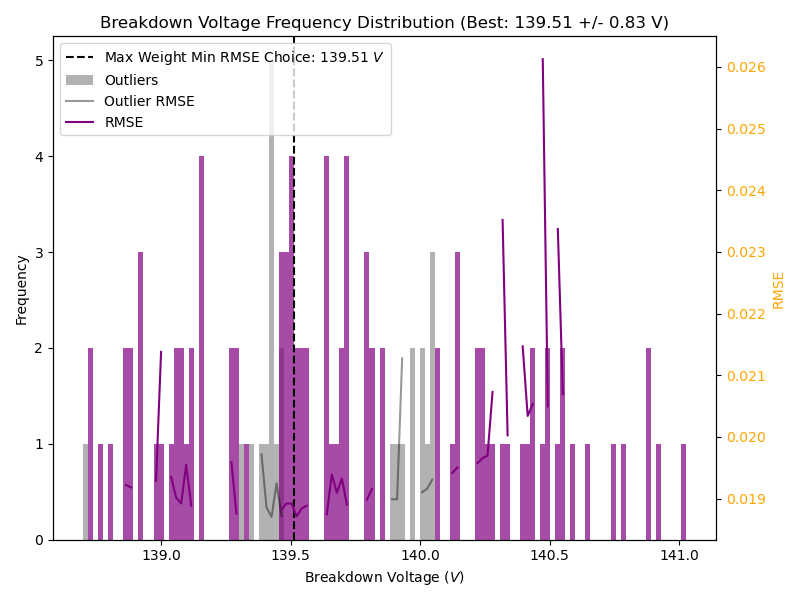 Breakdown Voltage Frequency Distribution (Best: 139.51 +/- 0.83 V)
Max Weight Min RMSE Choice: 139.51 V
Outliers
Outlier RMSE
RMSE
5
4
3
2
1
0
Frequency
0.026
0.025
0.024
0.023
0.022
0.021
0.020
0.019
RMSE
139.0
139.5
140.0
140.5
141.0
Breakdown Voltage (V)